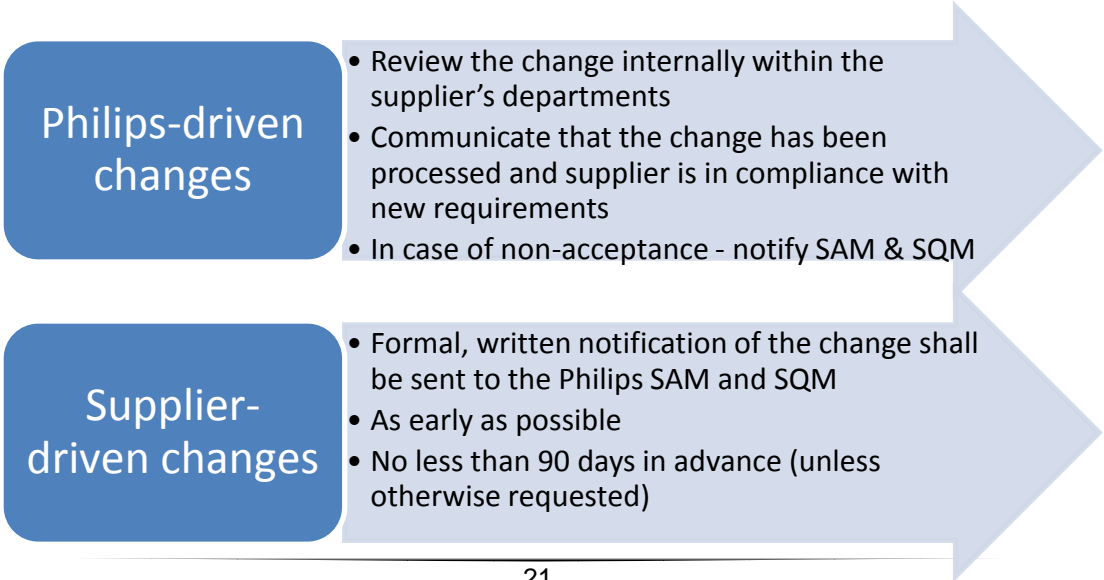 Philips-driven
changes
• Review the change internally within the
supplier's departments
• Communicate that the change has been
processed and supplier is in compliance with
new requirements
• In case of non-acceptance - notify SAM & SQM
Supplier-
driven changes
• Formal, written notification of the change shall
be sent to the Philips SAM and SQM
• As early as possible
• No less than 90 days in advance (unless
otherwise requested)
21